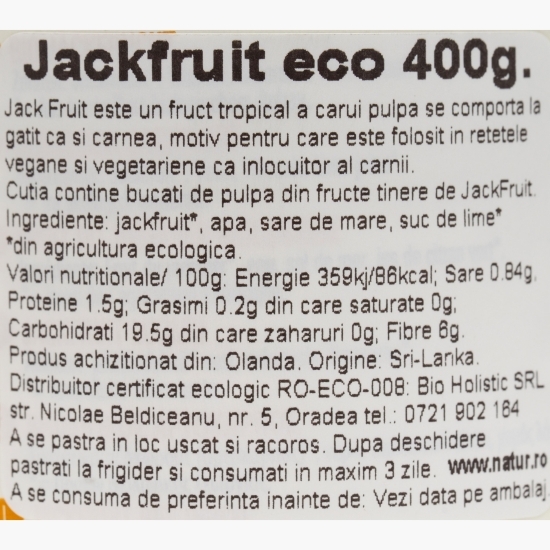 Jackfruit eco 400g.
Jack Fruit este un fruct tropical a carui pulpa se comporta la
gatit ca si carnea, motiv pentru care este folosit in retetele
vegane si vegetariene ca inlocuitor al carnii.
Cutia contine bucati de pulpa din fructe tinere de JackFruit.
Ingrediente: jackfruit*, apa, sare de mare, suc de lime*
*din agricultura ecologica.
Valori nutritionale/ 100g: Energie 359kj/86kcal; Sare 0.84g,
Proteine 1.5g; Grasimi 0.2g din care saturate 0g;
Carbohidrati 19.5g din care zaharuri 0g; Fibre 6g.
Produs achizitionat din: Olanda. Origine: Sri-Lanka.
Distribuitor certificat ecologic RO-ECO-008: Bio Holistic SRL
str. Nicolae Beldiceanu, nr. 5, Oradea tel.: 0721 902 164
A se pastra in loc uscat si racoros. Dupa deschidere
pastrati la frigider si consumati in maxim 3 zile. www.natur.ro
A se consuma de preferinta inainte de: Vezi data pe ambalaj.